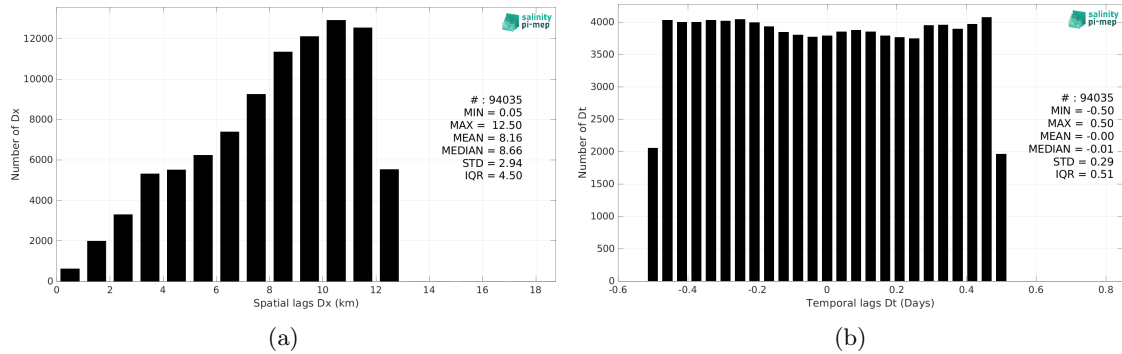 12000
10000
8000
6000
4000
2000
0
Number of Dx
0 2 4 6 8 10 12 14 16 18
Spatial lags Dx (km)
salinity
pi-mep
# : 94035
MIN = 0.05
MAX = 12.50
MEAN = 8.16
MEDIAN = 8.66
STD = 2.94
IQR = 4.50
(a)
4000
3500
3000
2500
2000
1500
1000
500
0
Number of Dt
-0.6 -0.4 -0.2 0 0.2 0.4 0.6 0.8
Temporal lags Dt (Days)
salinity
pi-mep
# : 94035
MIN = -0.50
MAX = 0.50
MEAN = -0.00
MEDIAN = -0.01
STD = 0.29
IQR = 0.51
(b)